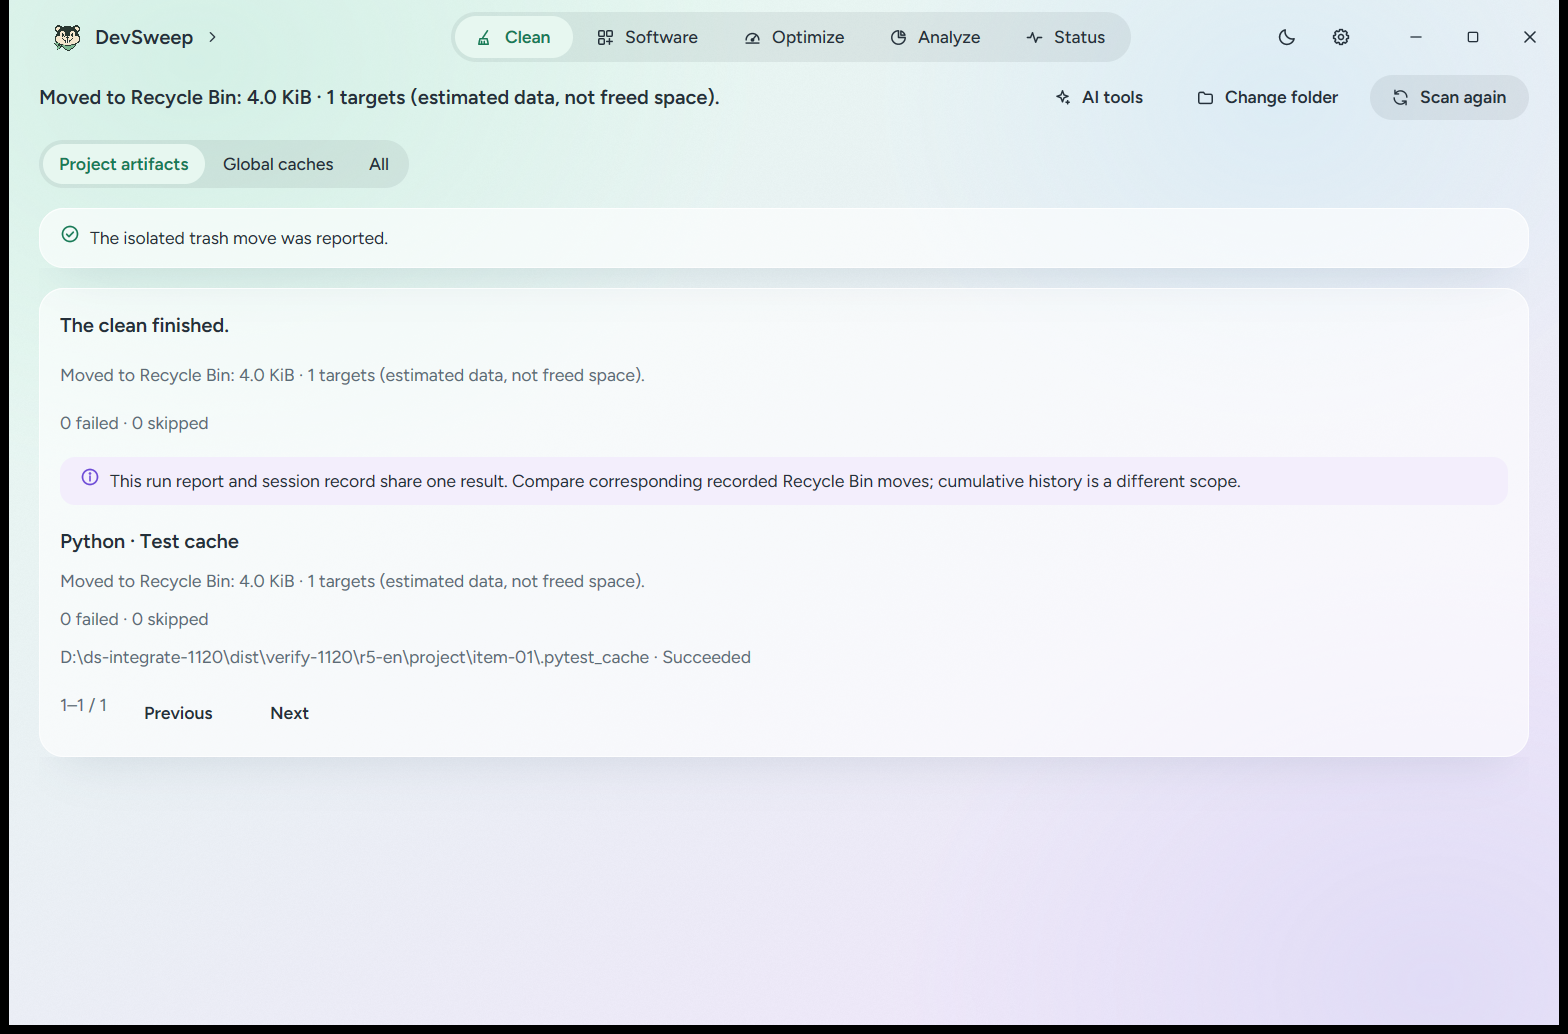 DevSweep
Clean
Software
Optimize
Analyze
Status
Moved to Recycle Bin: 4.0 KiB · 1 targets (estimated data, not freed space).
AI tools
Change folder
Scan again
Project artifacts
Global caches
All
The isolated trash move was reported.
The clean finished.
Moved to Recycle Bin: 4.0 KiB · 1 targets (estimated data, not freed space).
0 failed · 0 skipped
This run report and session record share one result. Compare corresponding recorded Recycle Bin moves; cumulative history is a different scope.
Python · Test cache
Moved to Recycle Bin: 4.0 KiB · 1 targets (estimated data, not freed space).
0 failed · 0 skipped
D:\ds-integrate-1120\dist\verify-1120\r5-en\project\item-01\.pytest_cache · Succeeded
1–1 / 1
Previous
Next